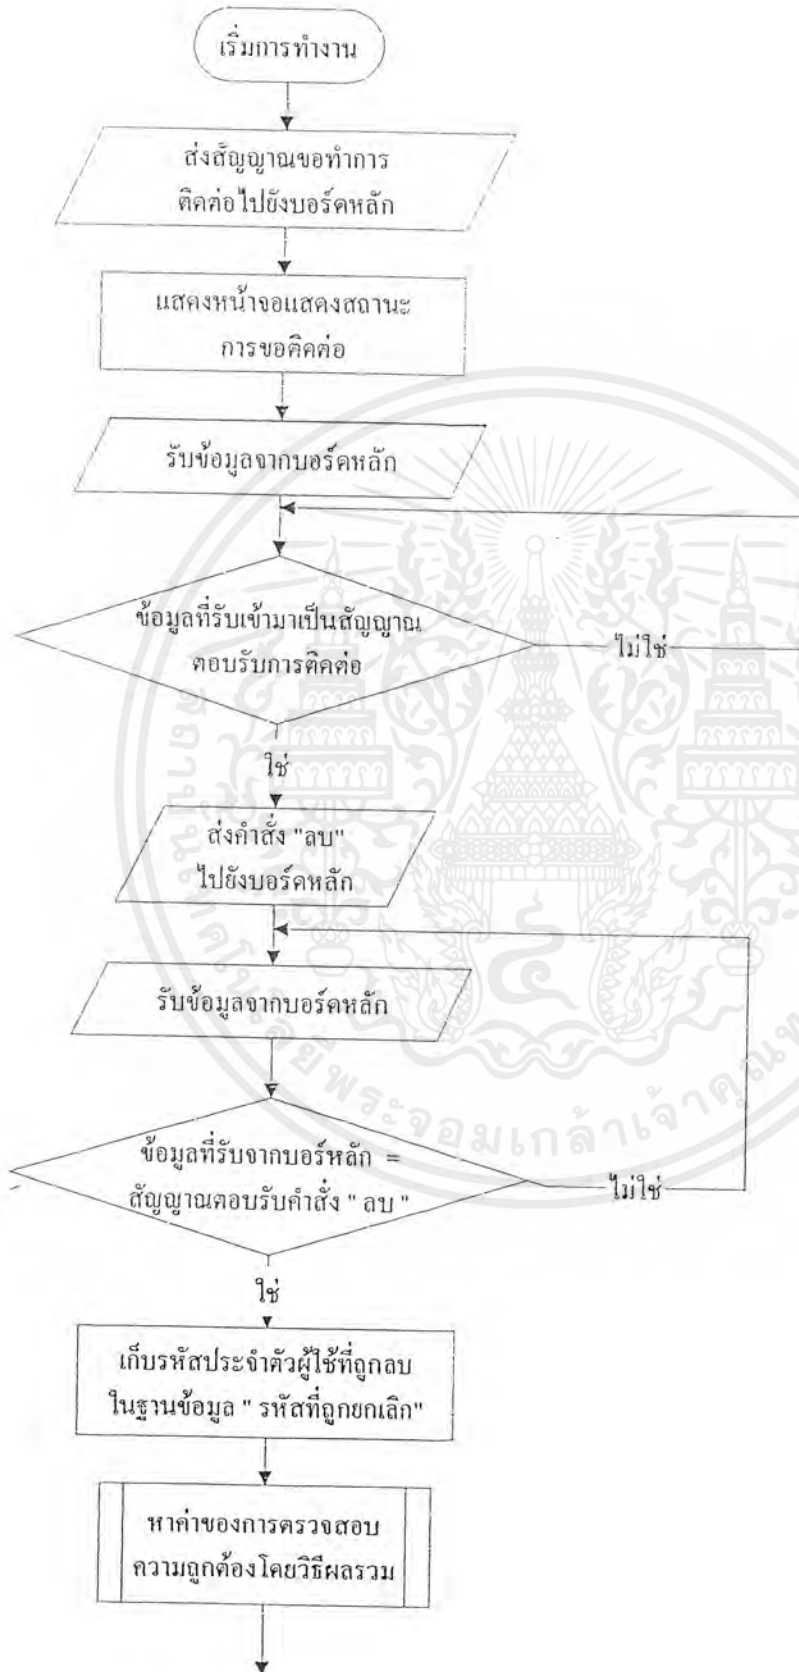 เริ่มการทำงาน
ส่งสัญญาณขอทำการ
ติดต่อไปยังบอร์ดหลัก
แสดงหน้าจอแสดงสถานะ
การขอติดต่อ
รับข้อมูลจากบอร์ดหลัก
ข้อมูลที่รับเข้ามาเป็นสัญญาณ
ตอบรับการติดต่อ
ไม่ใช่
ใช่
ส่งคำสั่ง "ลบ"
ไปยังบอร์ดหลัก
รับข้อมูลจากบอร์ดหลัก
ข้อมูลที่รับจากบอร์หลัก =
สัญญาณตอบรับคำสั่ง " ลบ "
ไม่ใช่
ใช่
เก็บรหัสประจำตัวผู้ใช้ที่ถูกลบ
ในฐานข้อมูล " รหัสที่ถูกยกเลิก"
หาค่าของการตรวจสอบ
ความถูกต้องโดยวิธีผลรวม